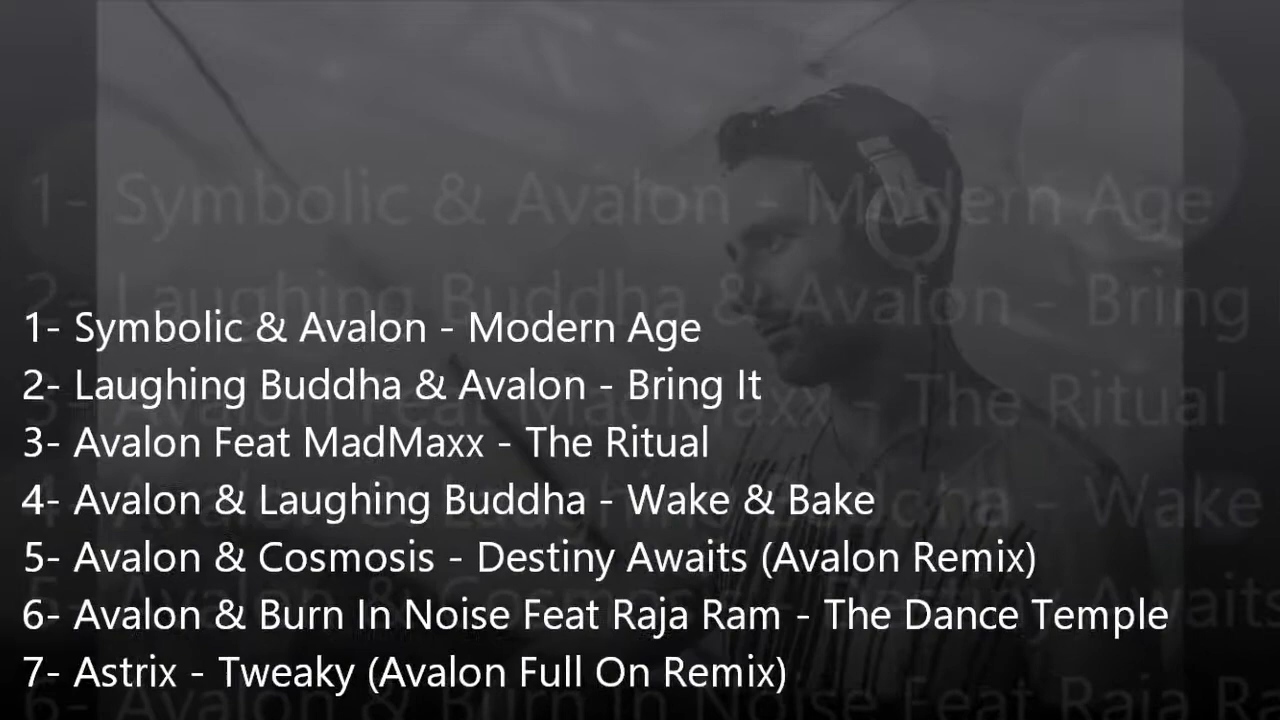 1- Symbolic & Avalon - Modern Age
2- Laughing Buddha & Avalon - Bring It
3- Avalon Feat MadMaxx - The Ritual
4- Avalon & Laughing Buddha - Wake & Bake
5- Avalon & Cosmosis - Destiny Awaits (Avalon Remix)
6- Avalon & Burn In Noise Feat Raja Ram - The Dance Temple
7- Astrix - Tweaky (Avalon Full On Remix)